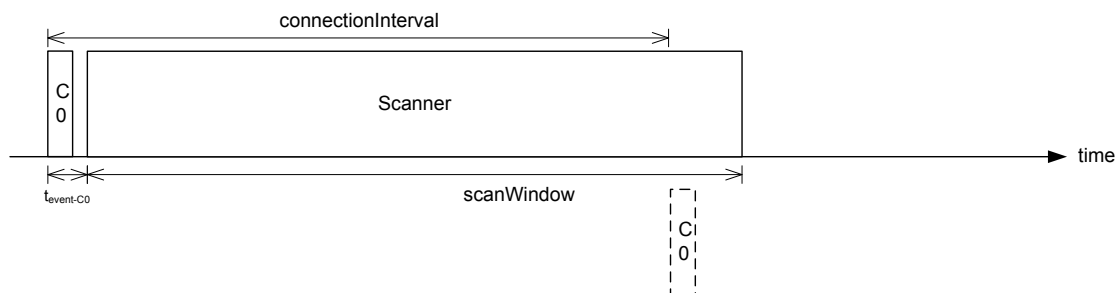 connectionInterval
C
0
Scanner
time
tevent-C0
scanWindow
C
0